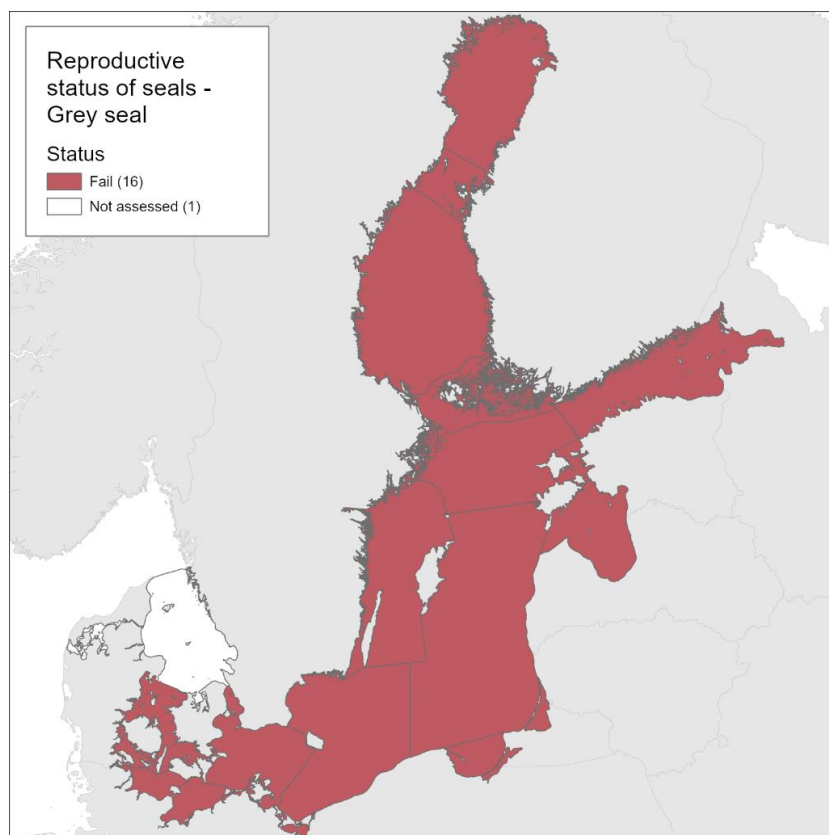 Reproductive
status of seals -
Grey seal
Status
Fail (16)
Not assessed (1)